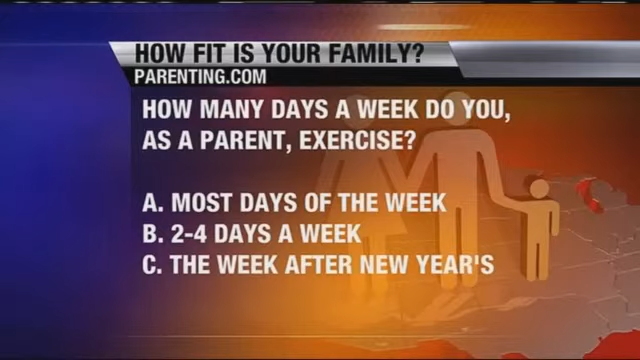 HOW FIT IS YOUR FAMILY?
PARENTING.COM
HOW MANY DAYS A WEEK DO YOU,
AS A PARENT, EXERCISE?
A. MOST DAYS OF THE WEEK
B. 2-4 DAYS A WEEK
C. THE WEEK AFTER NEW YEAR'S